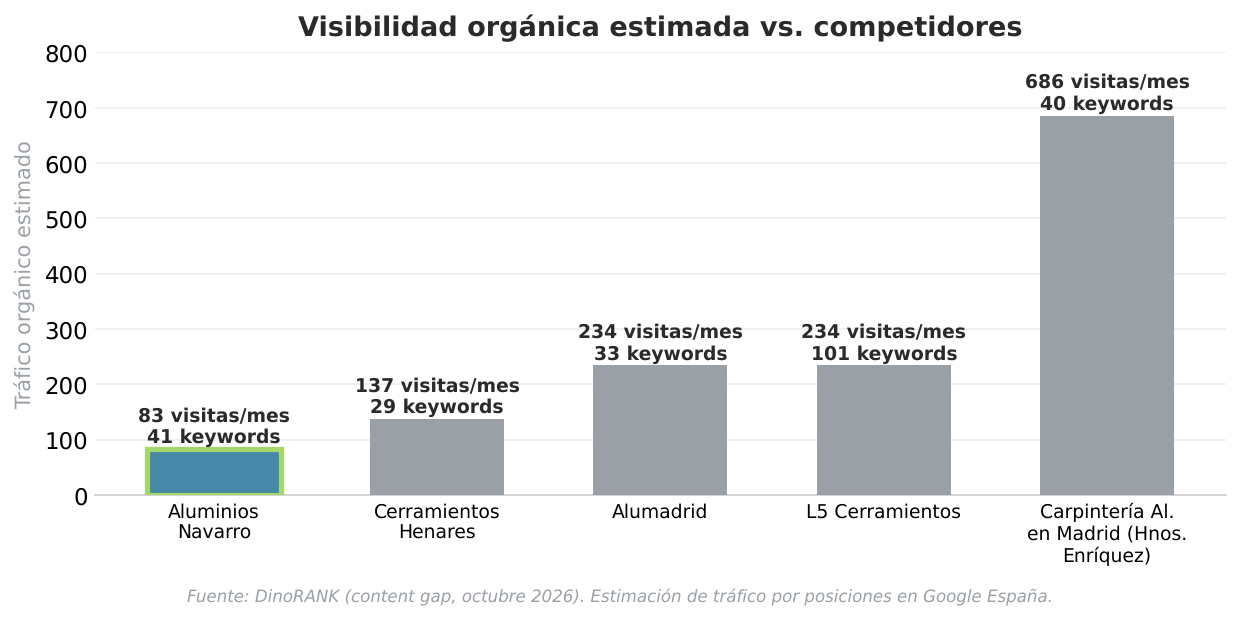 Visibilidad orgánica estimada vs. competidores
Tráfico orgánico estimado
800
700
600
500
400
300
200
100
0
83 visitas/mes
41 keywords
137 visitas/mes
29 keywords
234 visitas/mes
33 keywords
234 visitas/mes
101 keywords
686 visitas/mes
40 keywords
Aluminios
Navarro
Cerramientos
Henares
Alumadrid
L5 Cerramientos
Carpintería Al.
en Madrid (Hnos.
Enríquez)
Fuente: DinoRANK (content gap, octubre 2026). Estimación de tráfico por posiciones en Google España.